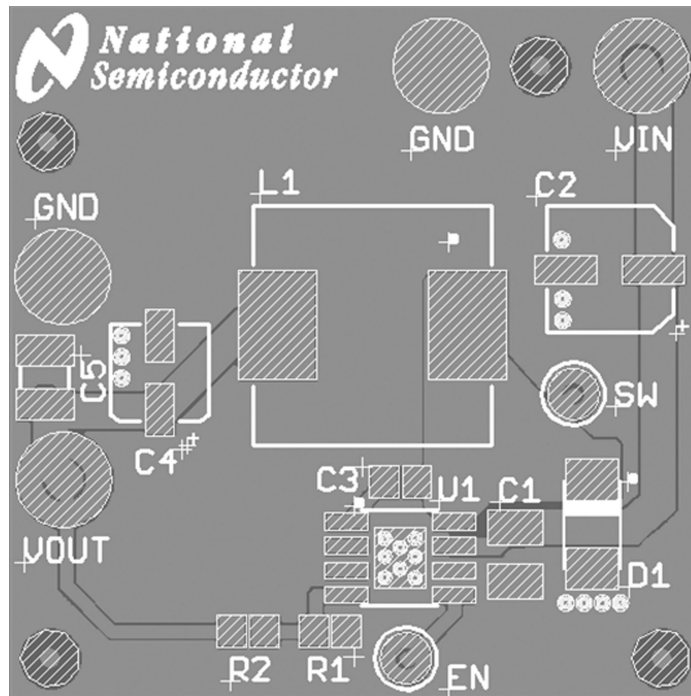 National
Semiconductor
GND
VIN
L1
C2
GND
C5
SW
C4
C3
U1
C1
VOUT
D1
R2
R1
EN